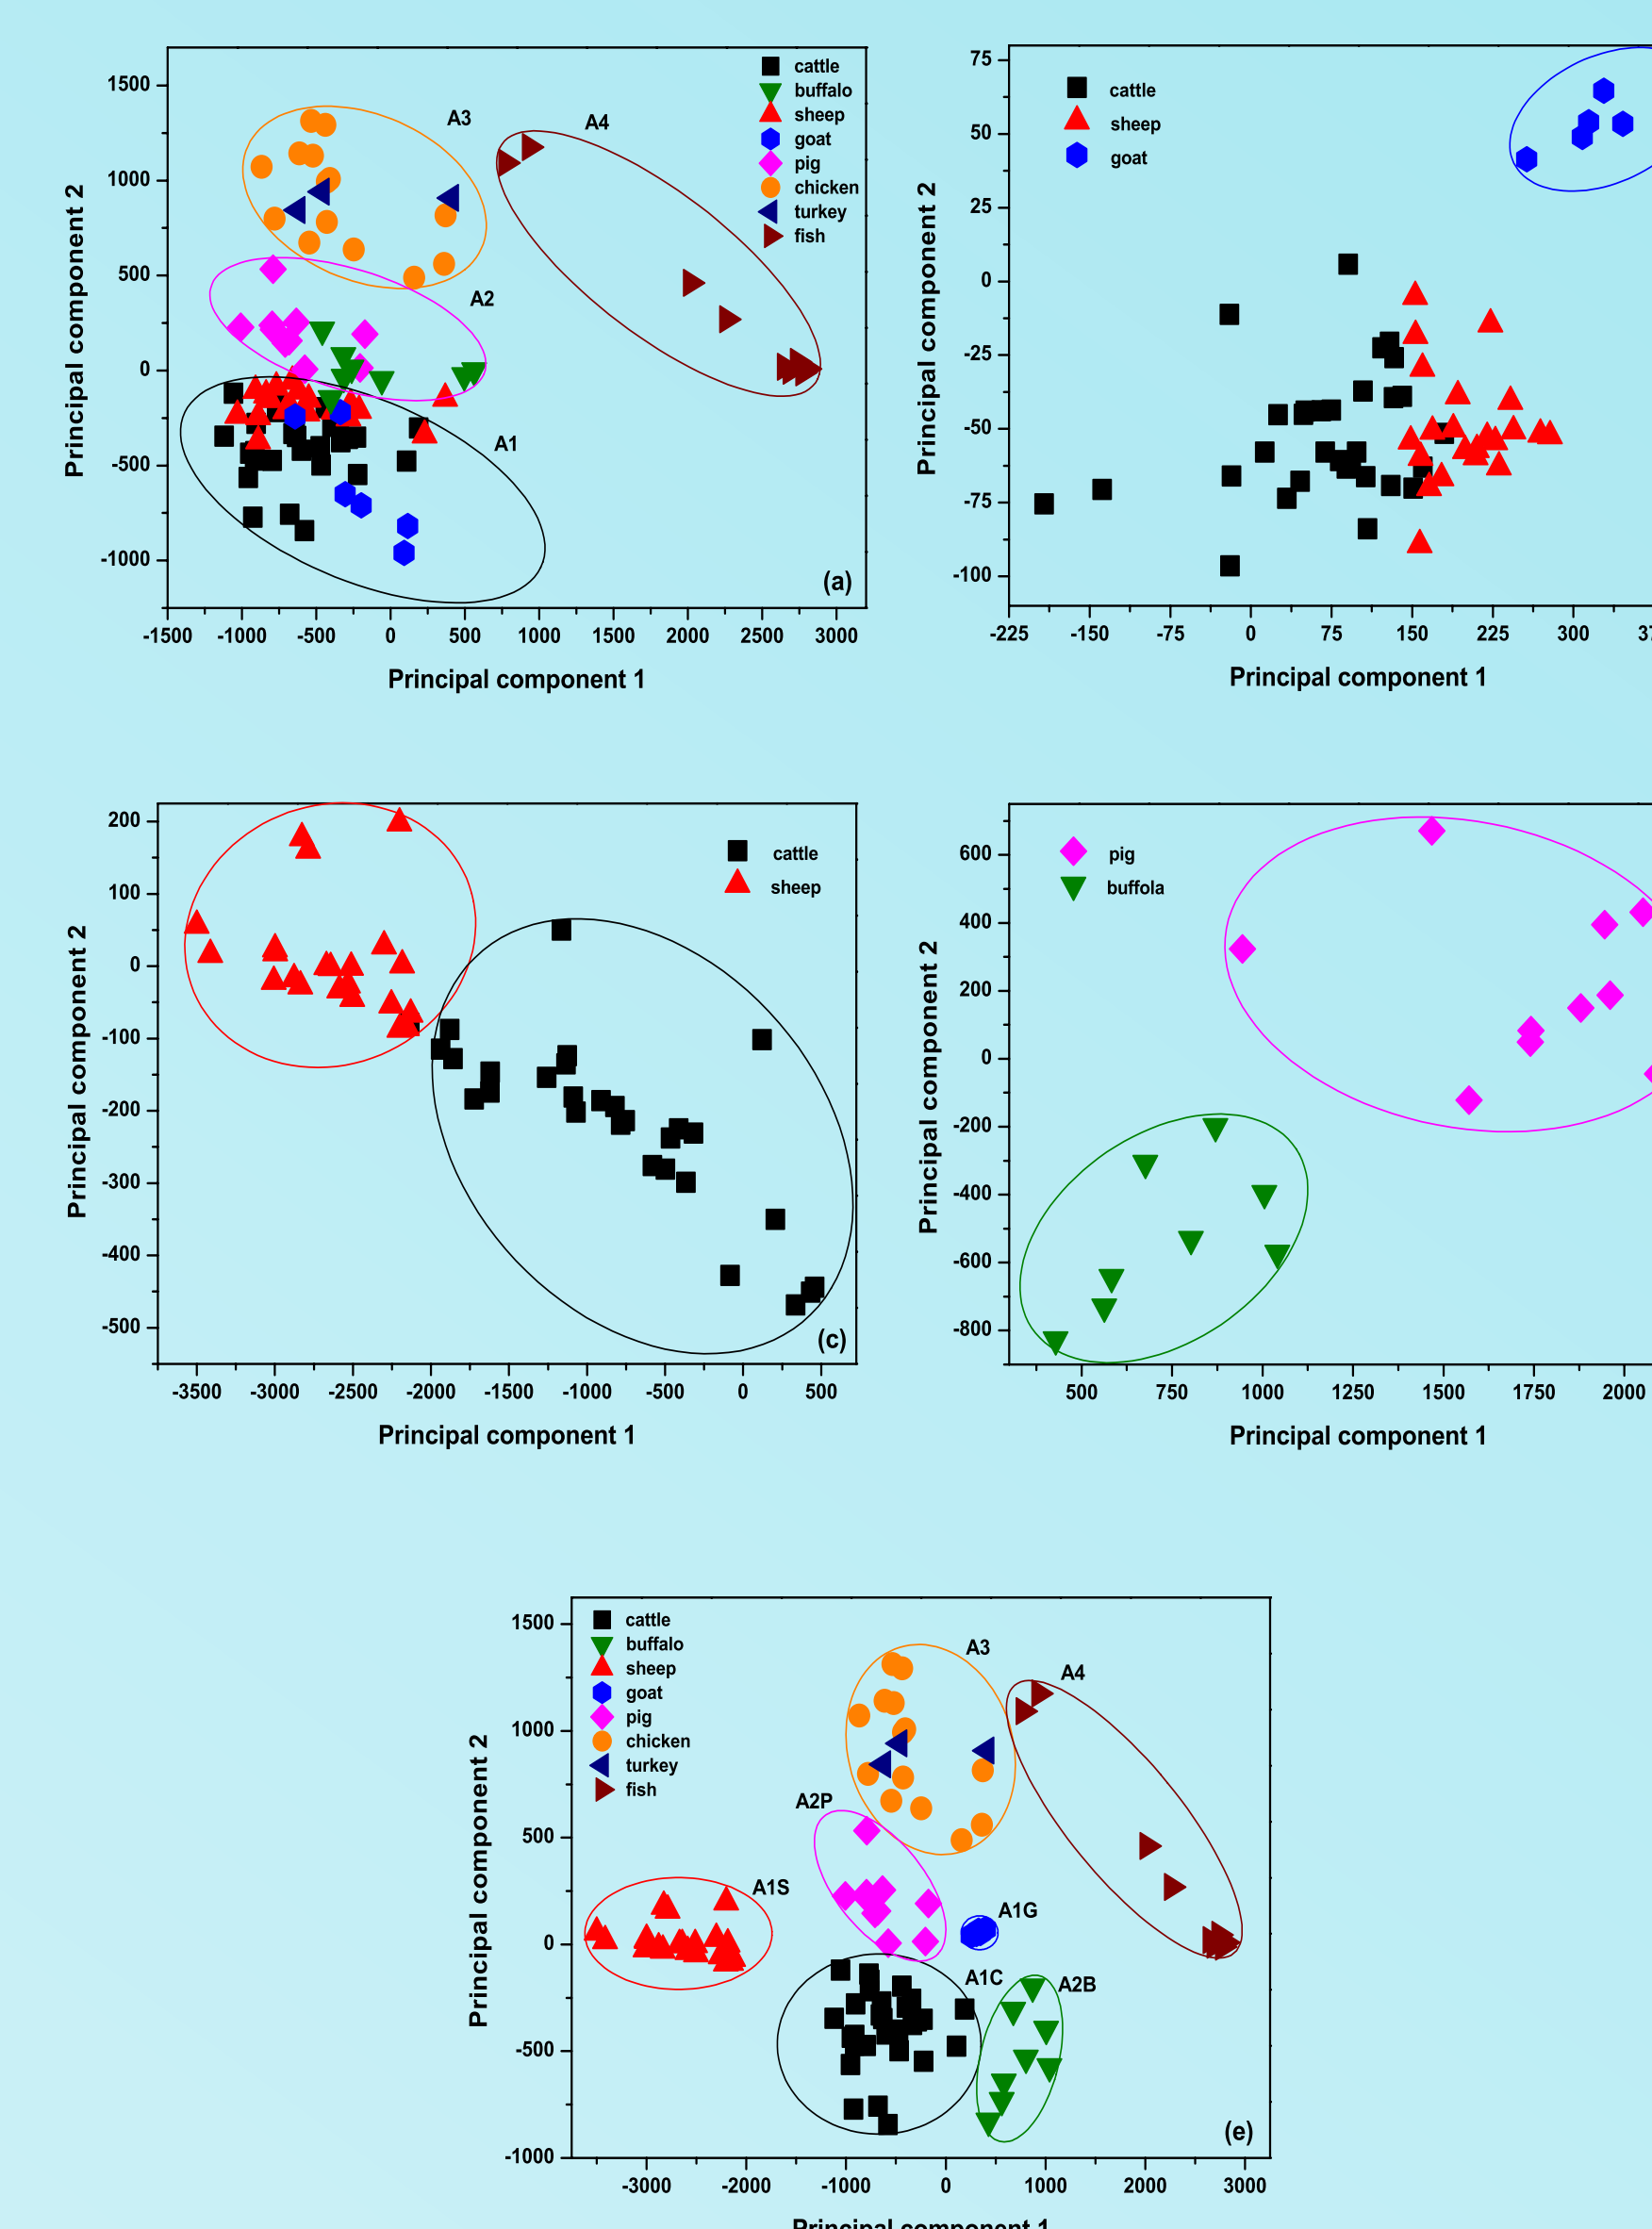 1500
1000
500
0
-500
-1000
Principal component 2
cattle
buffalo
sheep
goat
pig
chicken
turkey
fish
A3
A4
A2
A1
(a)
-1500 -1000 -500 0 500 1000 1500 2000 2500 3000
Principal component 1
75
50
25
0
-25
-50
-75
-100
Principal component 2
cattle
sheep
goat
-225 -150 -75 0 75 150 225 300
Principal component 1
200
100
0
-100
-200
-300
-400
-500
Principal component 2
cattle
sheep
(c)
-3500 -3000 -2500 -2000 -1500 -1000 -500 0 500
Principal component 1
600
400
200
0
-200
-400
-600
-800
Principal component 2
pig
buffola
500 750 1000 1250 1500 1750 2000
Principal component 1
1500
1000
500
0
-500
-1000
Principal component 2
cattle
buffalo
sheep
goat
pig
chicken
turkey
fish
A3
A4
A2P
A1S
A1G
A1C
A2B
(e)
-3000 -2000 -1000 0 1000 2000 3000
Principal component 1